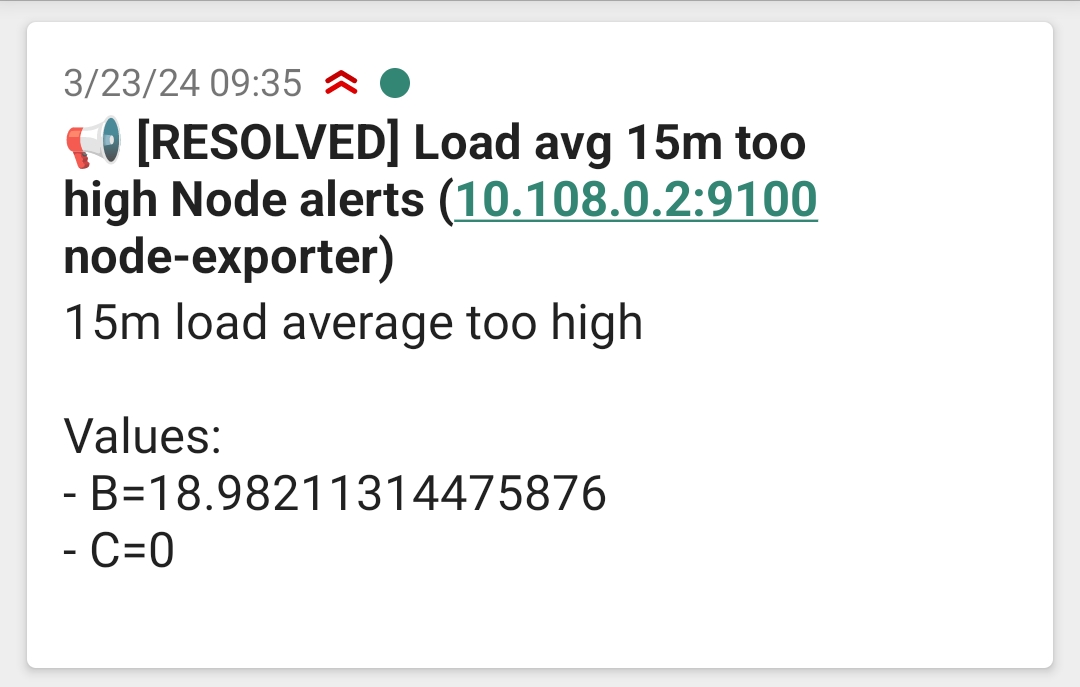 3/23/24 09:35
[RESOLVED] Load avg 15m too
high Node alerts (10.108.0.2:9100
node-exporter)
15m load average too high
Values:
- B=18.98211314475876
- C=0